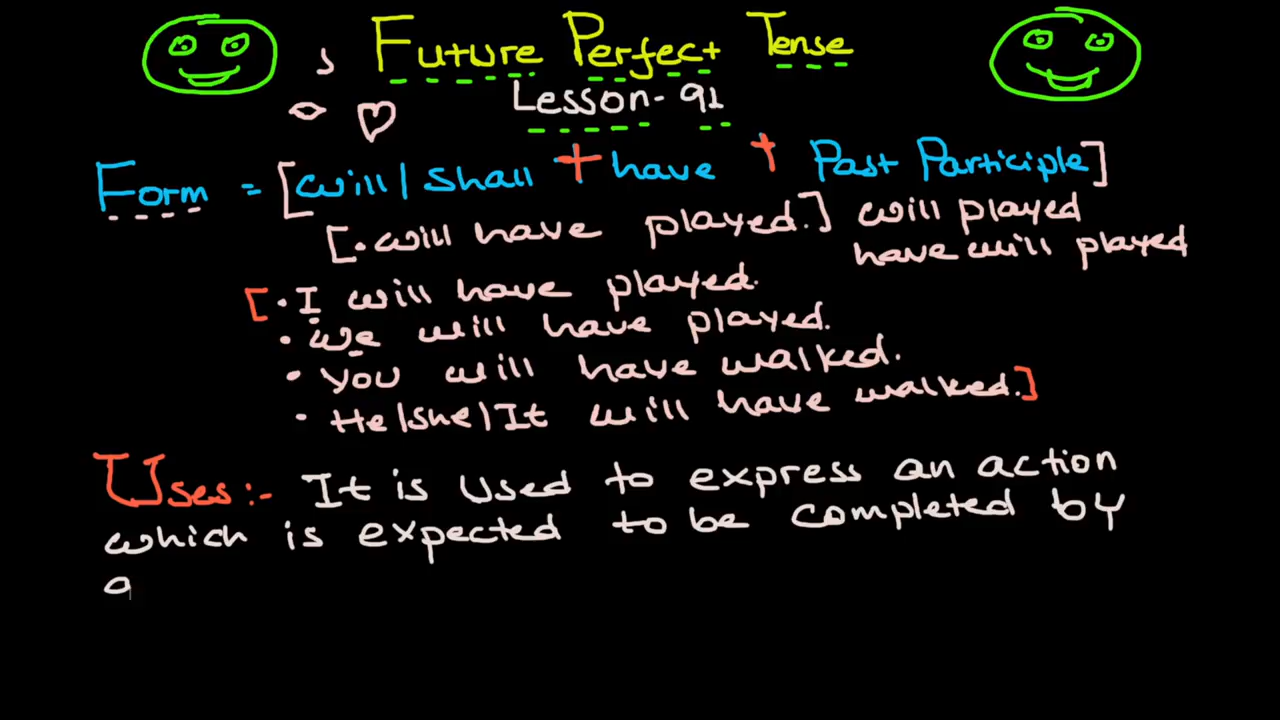 Future Perfect Tense
Lesson-91
Form = [will/shall + have + Past Participle]
[.will have played.] will played
have will played
[.I will have played.
. we will have played.
. you will have walked.
. He/She/It will have walked.]
Uses:- It is used to express an action
which is expected to be completed by
a